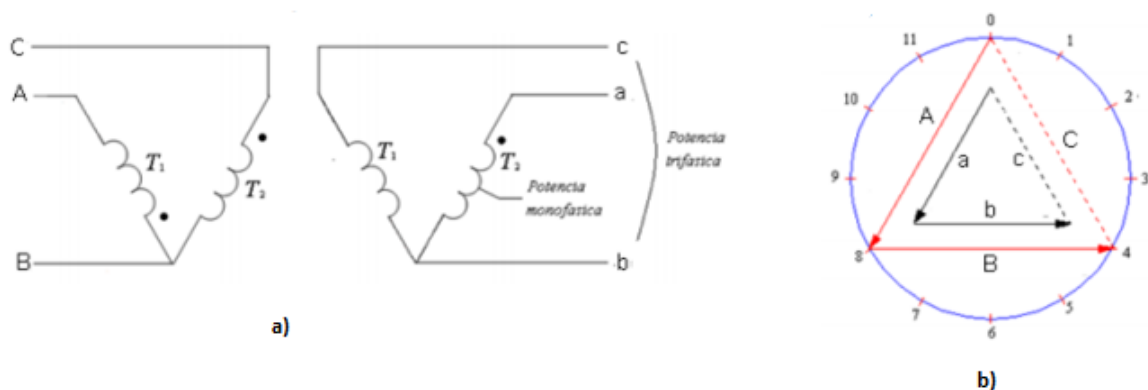 C
A
B
T₁
T₂
c
a
b
T₁
T₂
Potencia
trifasica
Potencia
monofasica
a)
0
1
2
3
4
5
6
7
8
9
10
11
A
C
B
a
c
b
b)